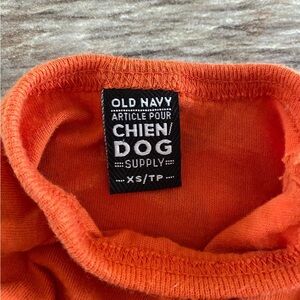 OLD NAVY
ARTICLE POUR
CHIEN/
DOG
SUPPLY
XS/TP